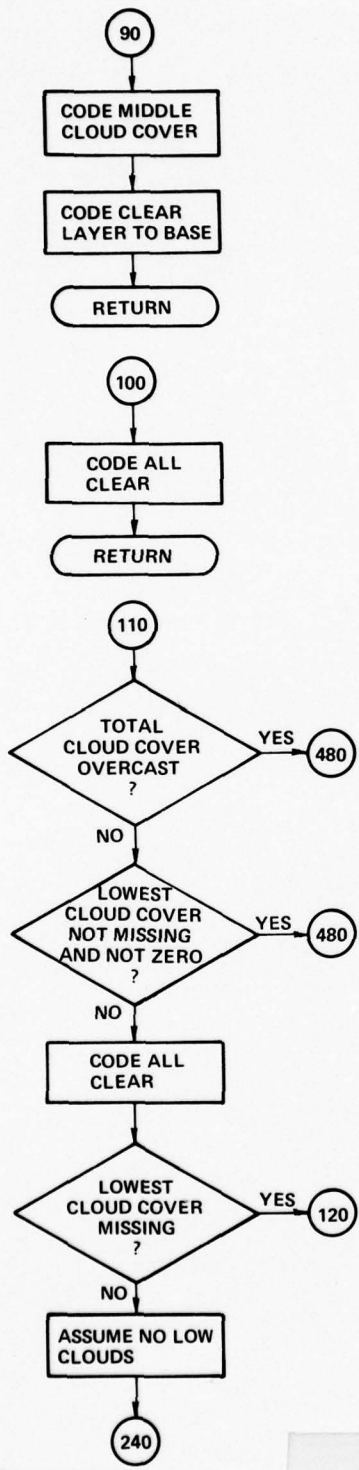 90
CODE MIDDLE
CLOUD COVER
CODE CLEAR
LAYER TO BASE
RETURN
100
CODE ALL
CLEAR
RETURN
110
TOTAL
CLOUD COVER
OVERCAST
?
YES
480
NO
LOWEST
CLOUD COVER
NOT MISSING
AND NOT ZERO
?
YES
480
NO
CODE ALL
CLEAR
LOWEST
CLOUD COVER
MISSING
?
YES
120
NO
ASSUME NO LOW
CLOUDS
240